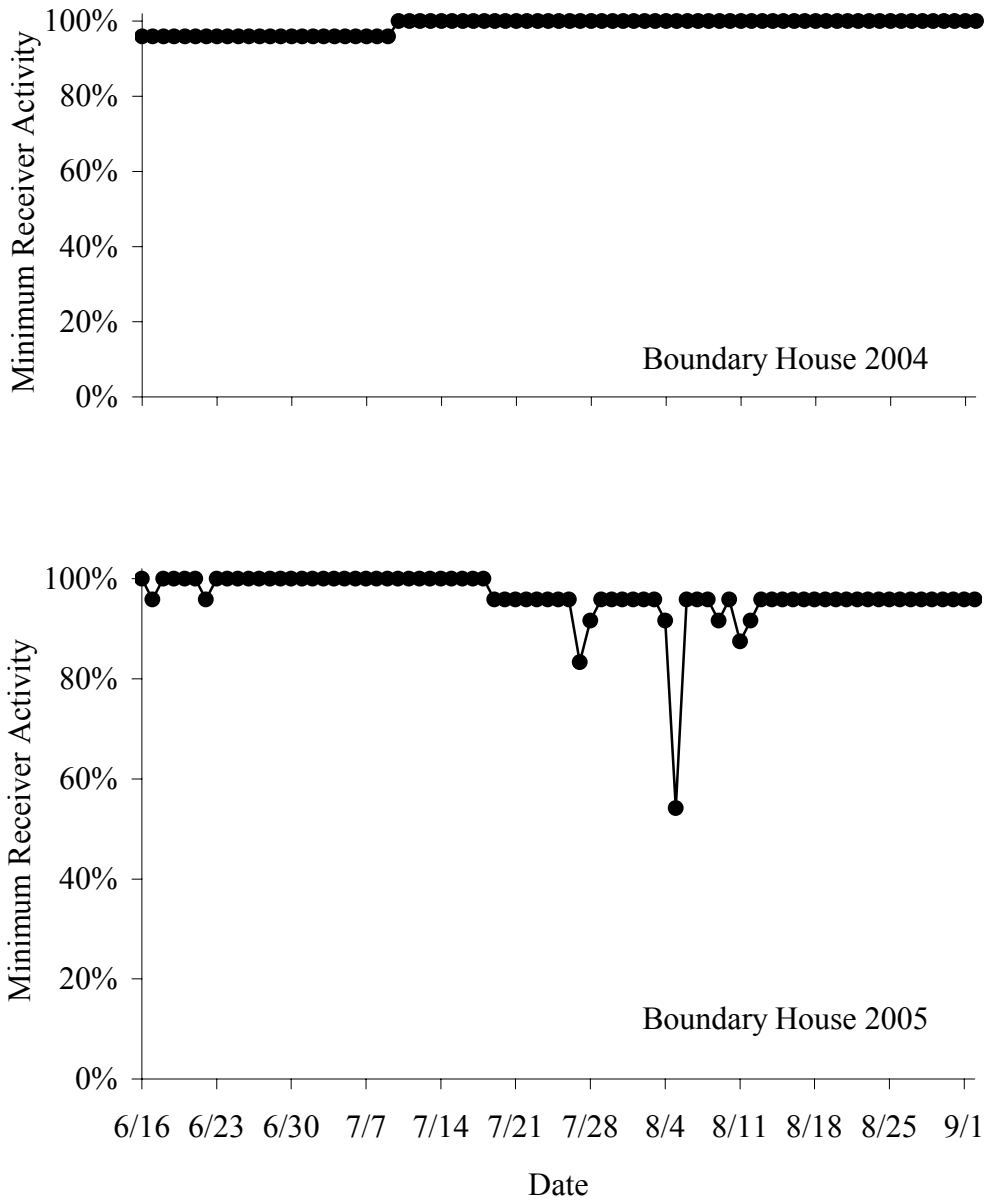 Minimum Receiver Activity
100%
80%
60%
40%
20%
0%
Boundary House 2004
Minimum Receiver Activity
100%
80%
60%
40%
20%
0%
Boundary House 2005
6/16 6/23 6/30 7/7 7/14 7/21 7/28 8/4 8/11 8/18 8/25 9/1
Date